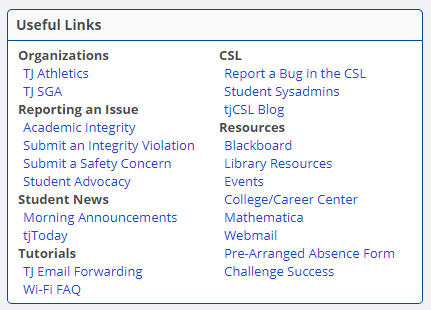 Useful Links
Organizations
TJ Athletics
TJ SGA
Reporting an Issue
Academic Integrity
Submit an Integrity Violation
Submit a Safety Concern
Student Advocacy
Student News
Morning Announcements
tjToday
Tutorials
TJ Email Forwarding
Wi-Fi FAQ
CSL
Report a Bug in the CSL
Student Sysadmins
tjCSL Blog
Resources
Blackboard
Library Resources
Events
College/Career Center
Mathematica
Webmail
Pre-Arranged Absence Form
Challenge Success